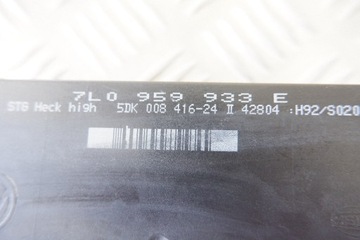 7L0 959 933 E
STG Heck high 5DK 008 416-24 II 42804 :H92/S020